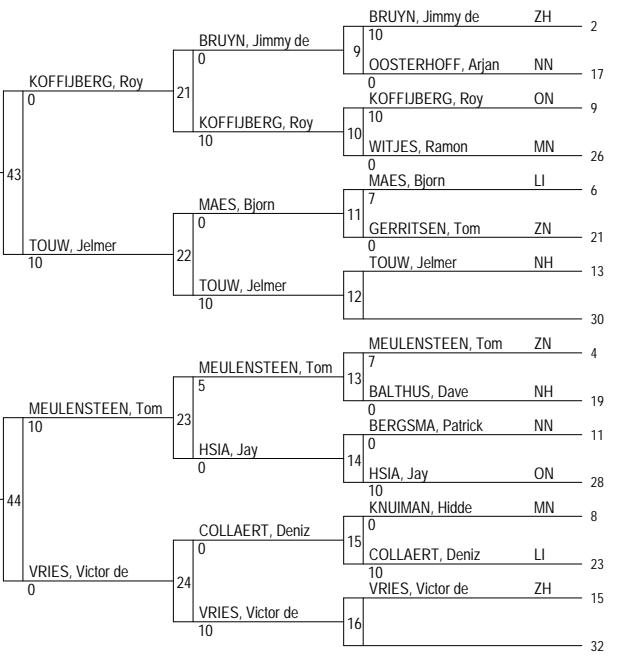 BRUYN, Jimmy de ZH 2
10
BRUYN, Jimmy de
9
0
OOSTERHOFF, Arjan NN 17
0
KOFFIJBERG, Roy
21
KOFFIJBERG, Roy ON 9
0
10
KOFFIJBERG, Roy
10
10
WITJES, Ramon MN 26
0
43
MAES, Bjorn LI 6
7
MAES, Bjorn
11
0
GERRITSEN, Tom ZN 21
0
TOUW, Jelmer
22
TOUW, Jelmer NH 13
10
TOUW, Jelmer
12
10
30
MEULENSTEEN, Tom ZN 4
7
MEULENSTEEN, Tom
13
5
BALTHUS, Dave NH 19
0
MEULENSTEEN, Tom
23
BERGSMA, Patrick NN 11
10
0
HSIA, Jay
14
0
HSIA, Jay ON 28
10
44
KNUIMAN, Hidde MN 8
0
COLLAERT, Deniz
15
0
COLLAERT, Deniz LI 23
10
VRIES, Victor de
24
VRIES, Victor de ZH 15
0
VRIES, Victor de
16
10
32